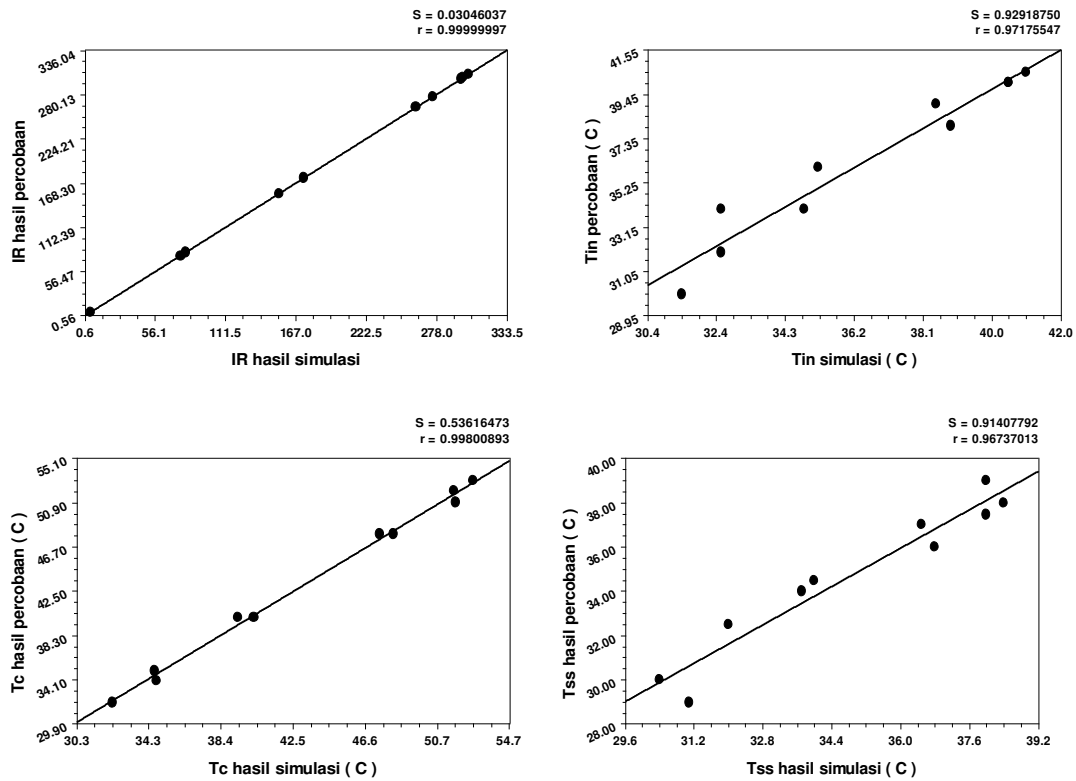 S = 0.03046037
r = 0.99999997
336.04
280.13
224.21
168.30
112.39
56.47
0.56
IR hasil percobaan
0.6 56.1 111.5 167.0 222.5 278.0 333.5
IR hasil simulasi
S = 0.92918750
r = 0.97175547
41.55
39.45
37.35
35.25
33.15
31.05
28.95
Tin percobaan ( C )
30.4 32.4 34.3 36.2 38.1 40.0 42.0
Tin simulasi ( C )
S = 0.53616473
r = 0.99800893
55.10
50.90
46.70
42.50
38.30
34.10
29.90
Tc hasil percobaan ( C )
30.3 34.3 38.4 42.5 46.6 50.7 54.7
Tc hasil simulasi ( C )
S = 0.91407792
r = 0.96737013
40.00
38.00
36.00
34.00
32.00
30.00
28.00
Tss hasil percobaan ( C )
29.6 31.2 32.8 34.4 36.0 37.6 39.2
Tss hasil simulasi ( C )